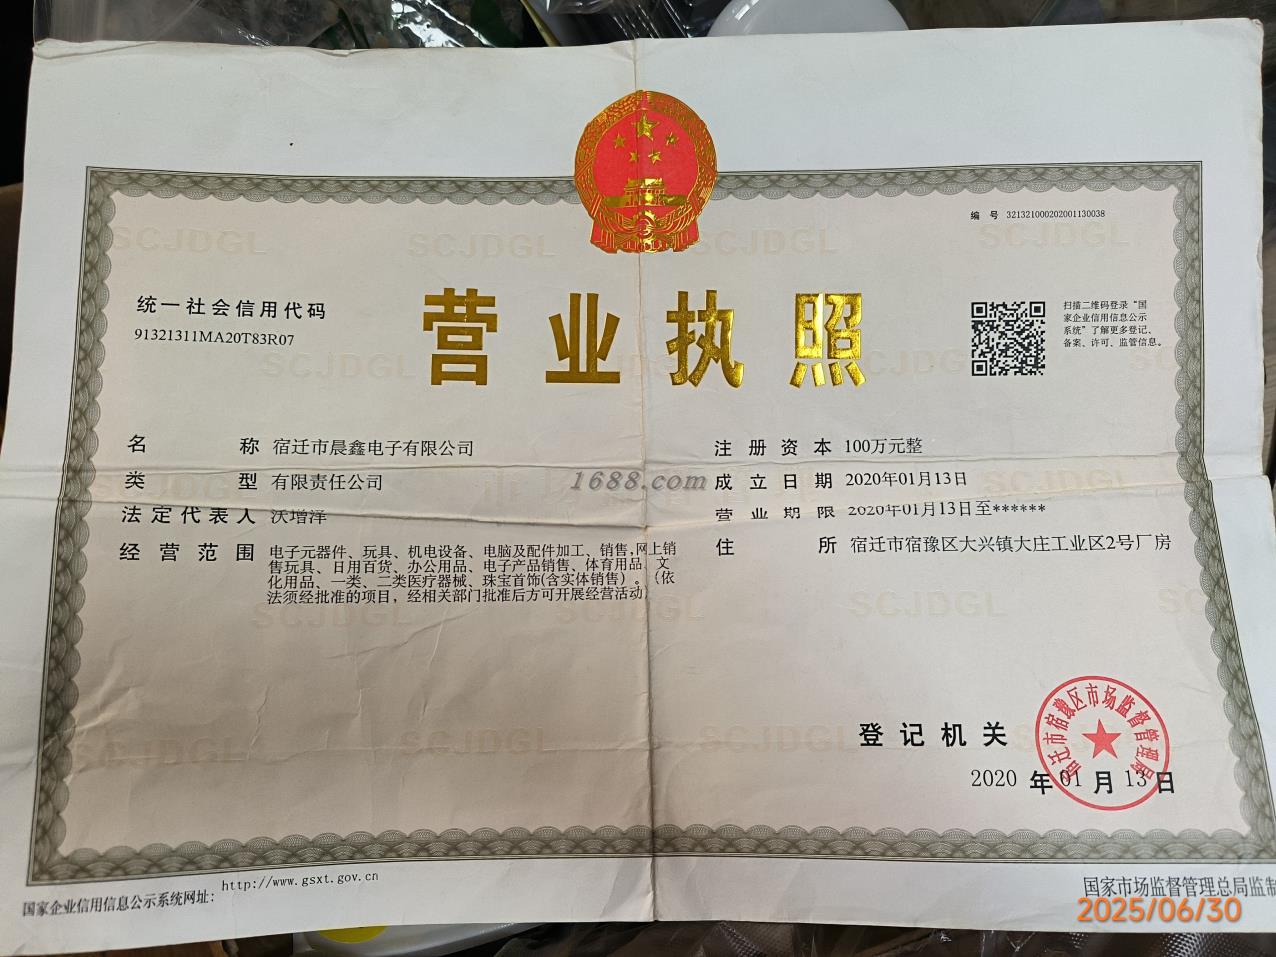 编 号 321321000202001130038
统一社会信用代码
91321311MA20T83R07
营业执照
扫描二维码登录“国
家企业信用信息公示
系统”了解更多登记、
备案、许可、监管信息。
名 称 宿迁市晨鑫电子有限公司
类 型 有限责任公司
法定代表人 沃增洋
经营范围 电子元器件、玩具、机电设备、电脑及配件加工、销售,网上销
售玩具、日用百货、办公用品、电子产品销售、体育用品、文
化用品、一类、二类医疗器械、珠宝首饰(含实体销售)。(依
法须经批准的项目，经相关部门批准后方可开展经营活动)
注册资本 100万元整
成立日期 2020年01月13日
营业期限 2020年01月13日至******
住 所 宿迁市宿豫区大兴镇大庄工业区2号厂房
1688.com
SCJDGL
登记机关
宿迁市宿豫区市场监督管理局
2020 年 01 月 13 日
国家企业信用信息公示系统网址: http://www.gsxt.gov.cn
国家市场监督管理总局监制
2025/06/30